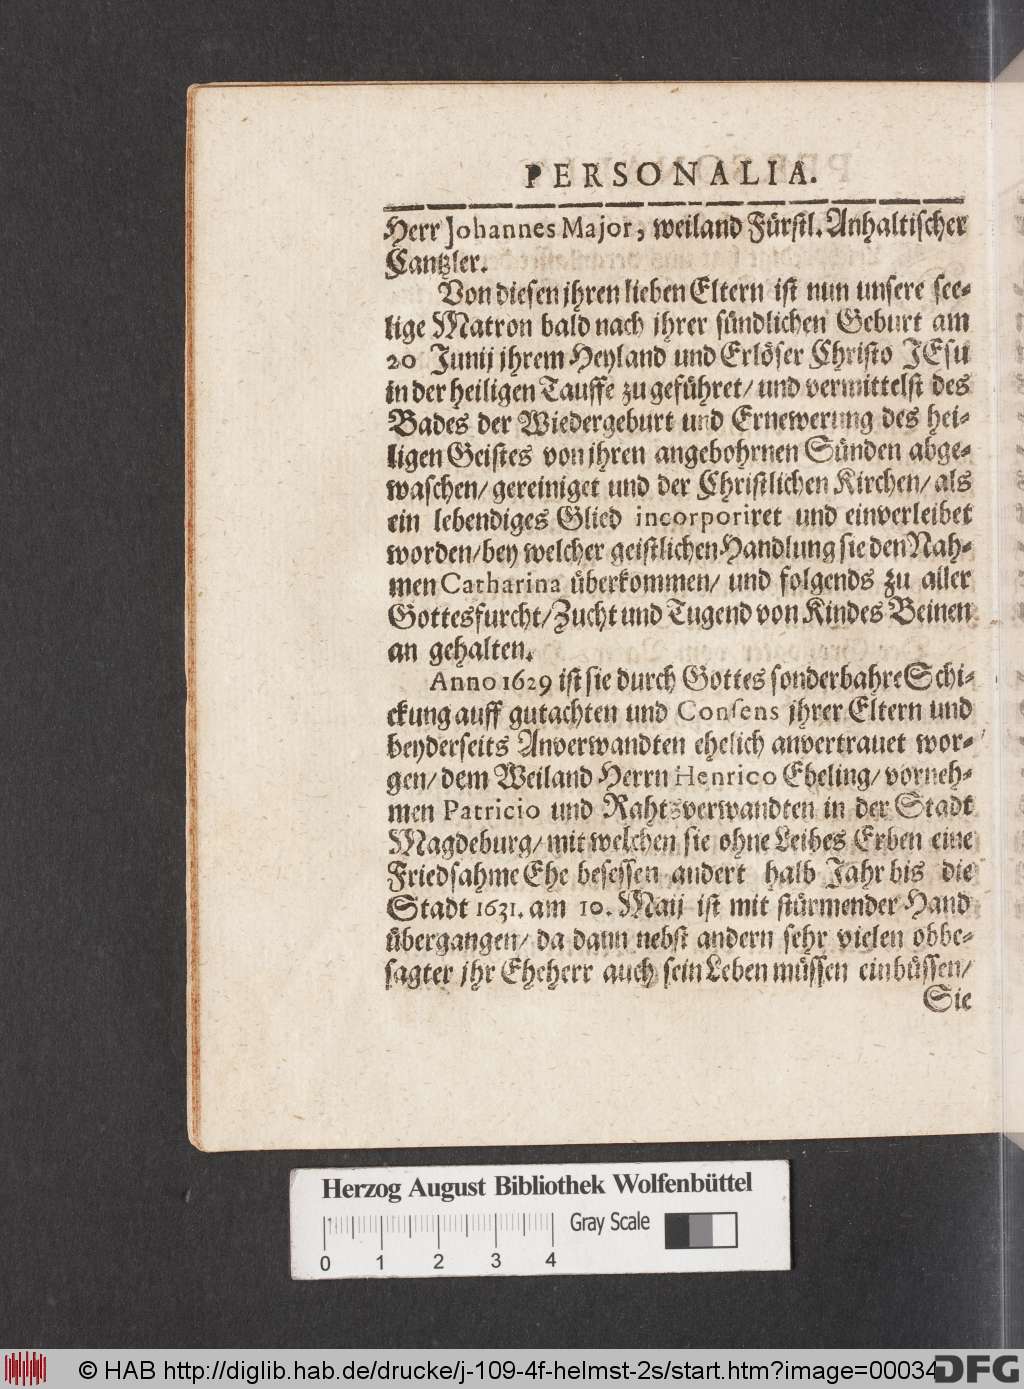 PERSONALIA.
Herr Johannes Major, weiland Fürstl. Anhaltischer
Cantzler.
Von diesen jhren lieben Eltern ist nun unsere see-
lige Matron bald nach jhrer sündlichen Geburt am
20 Junij jhrem Heyland und Erlöser Christo JEsu
in der heiligen Tauffe zu geführet/ und vermittelst des
Bades der Wiedergeburt und Ernewerung des hei-
ligen Geistes von jhren angebohrnen Sünden abge-
waschen/ gereiniget und der Christlichen Kirchen/ als
ein lebendiges Glied incorporiret und einverleibet
worden/ bey welcher geistlichen Handlung sie den Nah-
men Catharina überkommen/ und folgends zu aller
Gottesfurcht/ Zucht und Tugend von Kindes Beinen
an gehalten.
Anno 1629 ist sie durch Gottes sonderbahre Schi-
ckung auff gutachten und Consens jhrer Eltern und
beyderseits Anverwandten ehelich anvertrauet wor-
gen/ dem Weiland Herrn Henrico Ebeling/ vorneh-
men Patricio und Rahtsverwandten in der Stadt
Magdeburg/ mit welchen sie ohne Leibes Erben eine
Friedsahme Ehe besessen andert halb Jahr bis die
Stadt 1631. am 10. Maij ist mit stürmender Hand
übergangen/ da dann nebst andern sehr vielen obbe-
sagter jhr Eheherr auch sein Leben müssen einbüssen/
Sie
Herzog August Bibliothek Wolfenbüttel
Gray Scale
0 1 2 3 4
© HAB http://diglib.hab.de/drucke/j-109-4f-helmst-2s/start.htm?image=00034
DFG